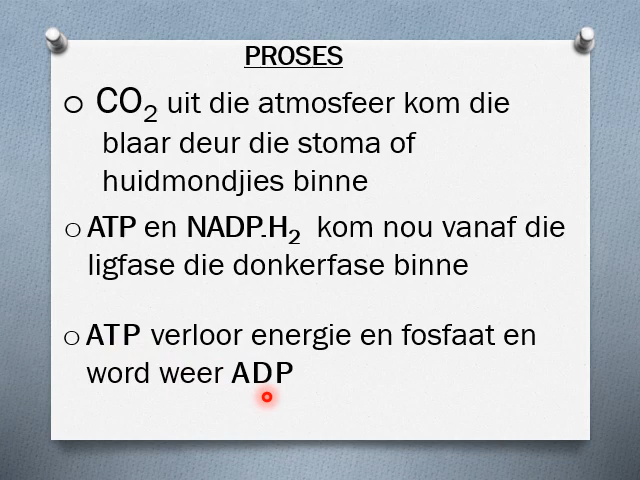 PROSES
o CO₂ uit die atmosfeer kom die
blaar deur die stoma of
huidmondjies binne
o ATP en NADP.H₂ kom nou vanaf die
ligfase die donkerfase binne
o ATP verloor energie en fosfaat en
word weer ADP